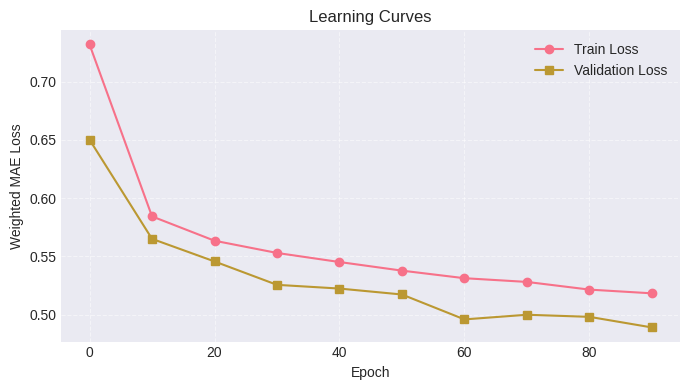 Learning Curves
Train Loss
Validation Loss
Weighted MAE Loss
0.70
0.65
0.60
0.55
0.50
0 20 40 60 80
Epoch